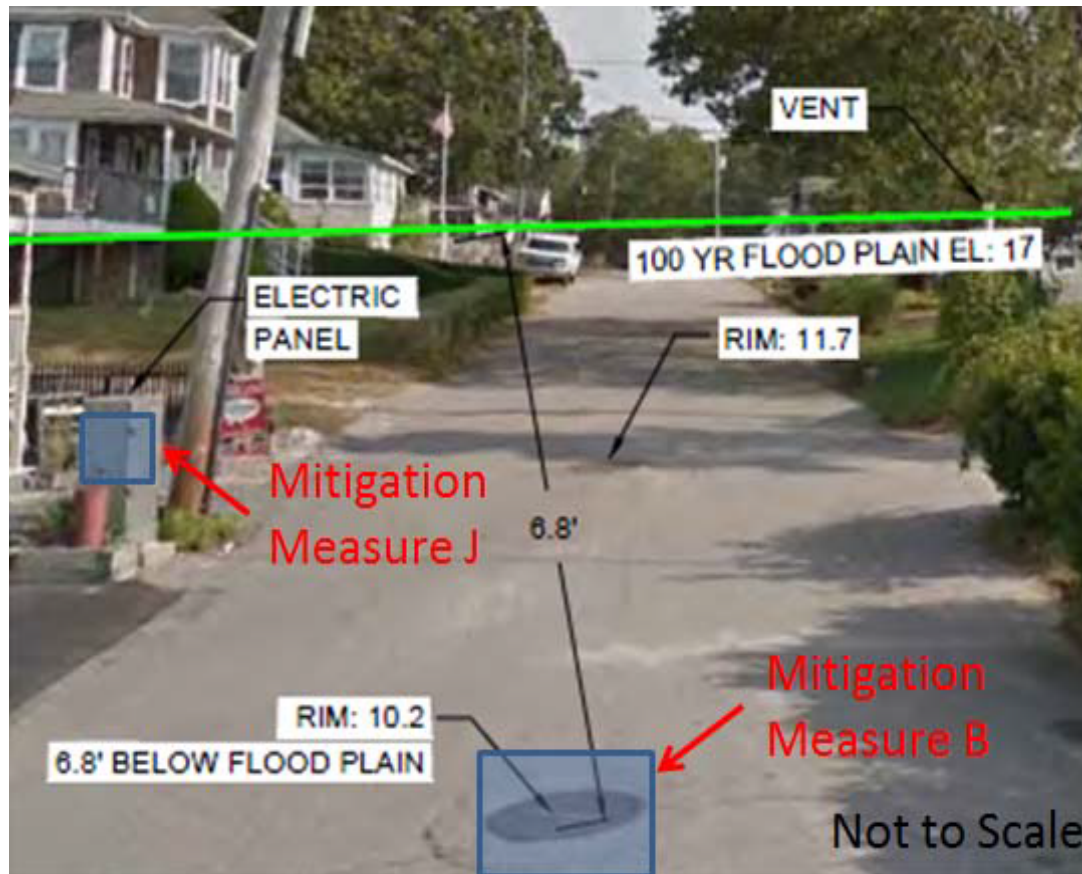 VENT
100 YR FLOOD PLAIN EL: 17
ELECTRIC
PANEL
RIM: 11.7
Mitigation
Measure J
6.8'
Mitigation
Measure B
RIM: 10.2
6.8' BELOW FLOOD PLAIN
Not to Scale